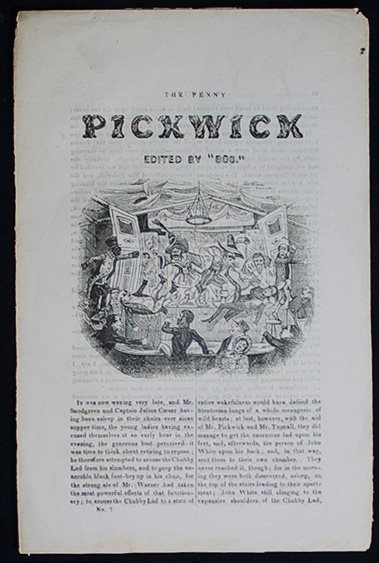 2
THE PENNY
PICKWICK
EDITED BY "BOS."
It was now waxing very late, and Mr.
Snodgreen and Captain Julius Cæsar hav-
ing been asleep in their chairs ever since
supper time, the young ladies having ex-
cused themselves at an early hour in the
evening, the generous host perceived it
was time to think about retiring to repose;
he therefore attempted to arouse the Chubby
Lad from his slumbers, and to prop the ve-
nerable black foot-boy up in his chair, for
the strong ale of Mr. Warner had taken
the most powerful effects of that function-
ary; to arouse the Chubby Lad to a state of
No. 7
entire wakefulness would have, defied the
Stentorian lungs of a whole menagerie of
wild beasts; at last, however, with the aid
of Mr. Pickwick and Mr. Tupnall, they did
manage to get the enormous lad upon his
feet, and, afterwards, the person of John
White upon his back; and, in that way,
sent them to their own chamber. They
never reached it, though; for in the morn-
ing they were both discovered, asleep, on
the top of the stairs leading to their apart-
ment; John White, still clinging to the
expansive shoulders of the Chubby Lad,